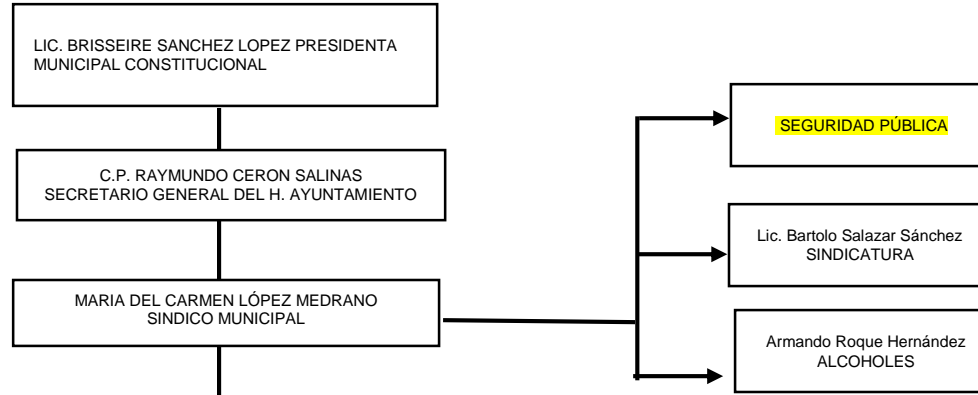 LIC. BRISSEIRE SANCHEZ LOPEZ PRESIDENTA
MUNICIPAL CONSTITUCIONAL
C.P. RAYMUNDO CERON SALINAS
SECRETARIO GENERAL DEL H. AYUNTAMIENTO
MARIA DEL CARMEN LÓPEZ MEDRANO
SINDICO MUNICIPAL
SEGURIDAD PÚBLICA
Lic. Bartolo Salazar Sánchez
SINDICATURA
Armando Roque Hernández
ALCOHOLES